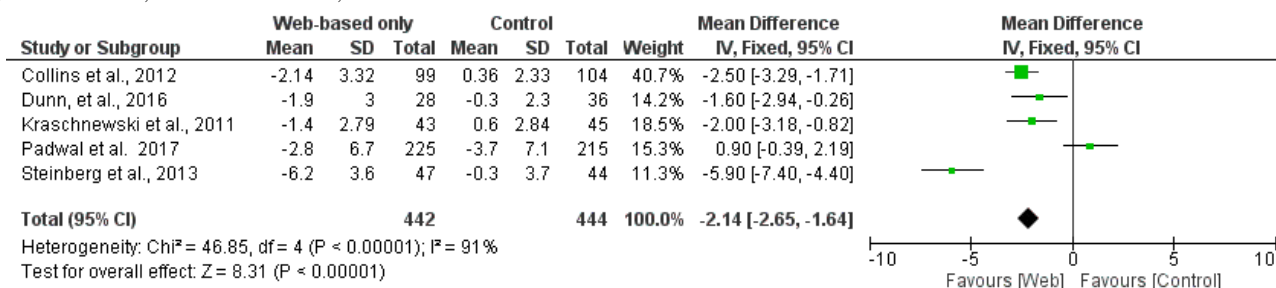 Web-based only Control Mean Difference Mean Difference
Study or Subgroup Mean SD Total Mean SD Total Weight IV, Fixed, 95% CI IV, Fixed, 95% CI
Collins et al., 2012 -2.14 3.32 99 0.36 2.33 104 40.7% -2.50 [-3.29, -1.71]
Dunn, et al., 2016 -1.9 3 28 -0.3 2.3 36 14.2% -1.60 [-2.94, -0.26]
Kraschnewski et al., 2011 -1.4 2.79 43 0.6 2.84 45 18.5% -2.00 [-3.18, -0.82]
Padwal et al. 2017 -2.8 6.7 225 -3.7 7.1 215 15.3% 0.90 [-0.39, 2.19]
Steinberg et al., 2013 -6.2 3.6 47 -0.3 3.7 44 11.3% -5.90 [-7.40, -4.40]
Total (95% CI) 442 444 100.0% -2.14 [-2.65, -1.64]
Heterogeneity: Chi² = 46.85, df = 4 (P < 0.00001); I² = 91%
Test for overall effect: Z = 8.31 (P < 0.00001)
-10 -5 0 5 10
Favours [Web] Favours [Control]